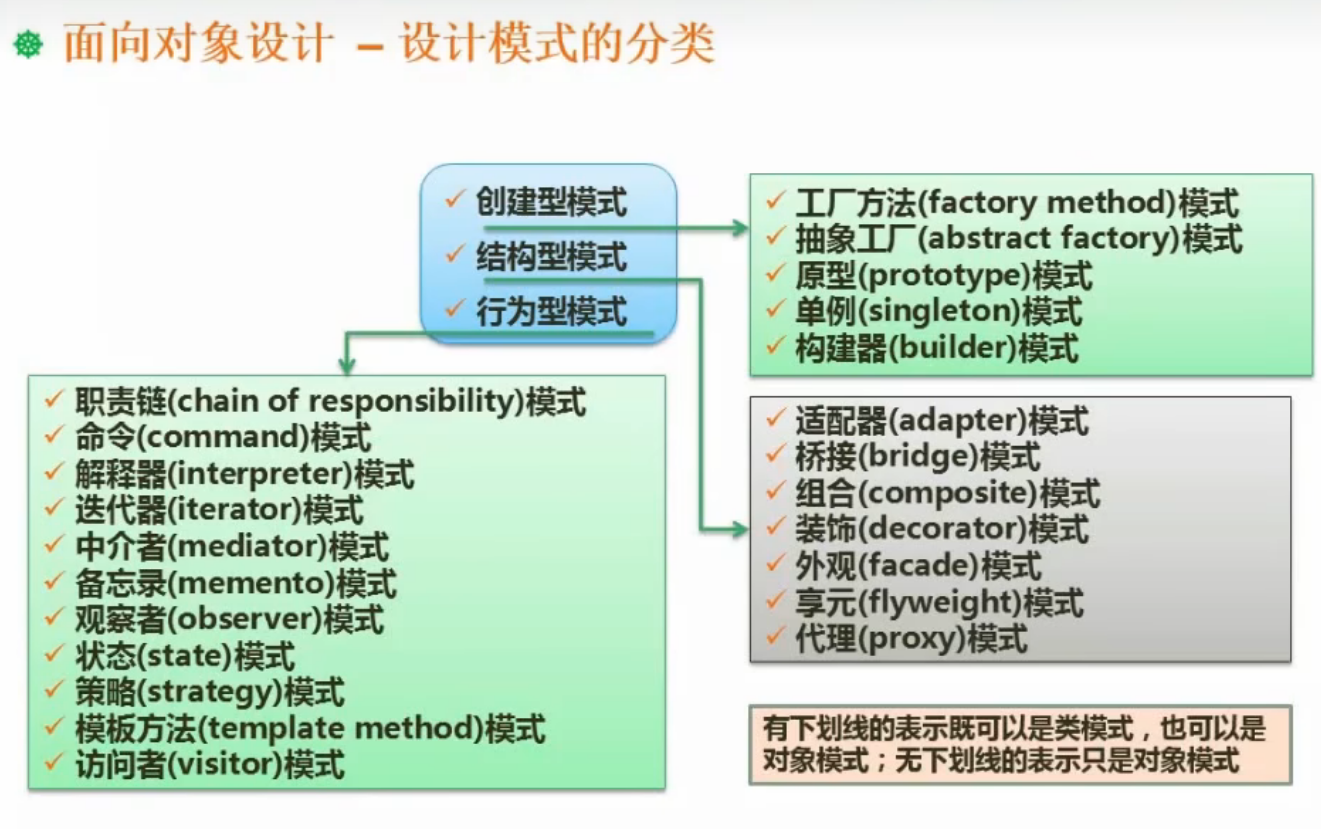 面向对象设计 – 设计模式的分类
创建型模式
结构型模式
行为型模式
工厂方法(factory method)模式
抽象工厂(abstract factory)模式
原型(prototype)模式
单例(singleton)模式
构建器(builder)模式
职责链(chain of responsibility)模式
命令(command)模式
解释器(interpreter)模式
迭代器(iterator)模式
中介者(mediator)模式
备忘录(memento)模式
观察者(observer)模式
状态(state)模式
策略(strategy)模式
模板方法(template method)模式
访问者(visitor)模式
适配器(adapter)模式
桥接(bridge)模式
组合(composite)模式
装饰(decorator)模式
外观(facade)模式
享元(flyweight)模式
代理(proxy)模式
有下划线的表示既可以是类模式，也可以是
对象模式；无下划线的表示只是对象模式